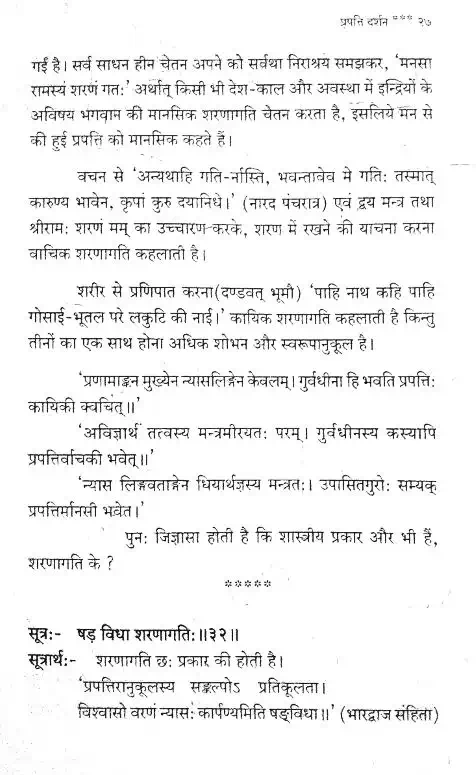 प्रपत्ति दर्शन *** २७
गई है। सर्व साधन हीन चेतन अपने को सर्वथा निराश्रय समझकर, 'मनसा
रामस्यं शरणं गतः' अर्थात् किसी भी देश-काल और अवस्था में इन्द्रियों के
अविषय भगवान की मानसिक शरणागति चेतन करता है, इसलिये मन से
की हुई प्रपत्ति को मानसिक कहते हैं।
वचन से 'अन्यथाहि गति-र्नास्ति, भवन्तावेव मे गतिः तस्मात्
कारुण्य भावेन, कृपां कुरु दयानिधे।' (नारद पंचरात्र) एवं द्वय मन्त्र तथा
श्रीरामः शरणं मम् का उच्चारण करके, शरण में रखने की याचना करना
वाचिक शरणागति कहलाती है।
शरीर से प्रणिपात करना(दण्डवत् भूमौ) 'पाहि नाथ कहि पाहि
गोसाई-भूतल परे लकुटि की नाई।' कायिक शरणागति कहलाती है किन्तु
तीनों का एक साथ होना अधिक शोभन और स्वरूपानुकूल है।
'प्रणामाङ्कन मुख्येन न्यासलिङ्गेन केवलम्। गुर्वधीना हि भवति प्रपत्तिः
कायिकी क्वचित्॥'
'अविज्ञार्थ तत्वस्य मन्त्रमीरयतः परम्। गुर्वधीनस्य कस्यापि
प्रपत्तिर्वाचकी भवेत्॥'
'न्यास लिङ्गवताङ्गेन धियार्थज्ञस्य मन्त्रतः। उपासितगुरोः सम्यक्
प्रपत्तिर्मानसी भवेत।'
पुनः जिज्ञासा होती है कि शास्त्रीय प्रकार और भी हैं,
शरणागति के ?
*****
सूत्रः- षड़ विधा शरणागतिः॥३२॥
सूत्रार्थः- शरणागति छः प्रकार की होती है।
'प्रपत्तिरानुकूलस्य सङ्कल्पोऽ प्रतिकूलता।
विश्वासो वरणं न्यासः कार्पण्यमिति षड्विधा॥' (भारद्वाज संहिता)